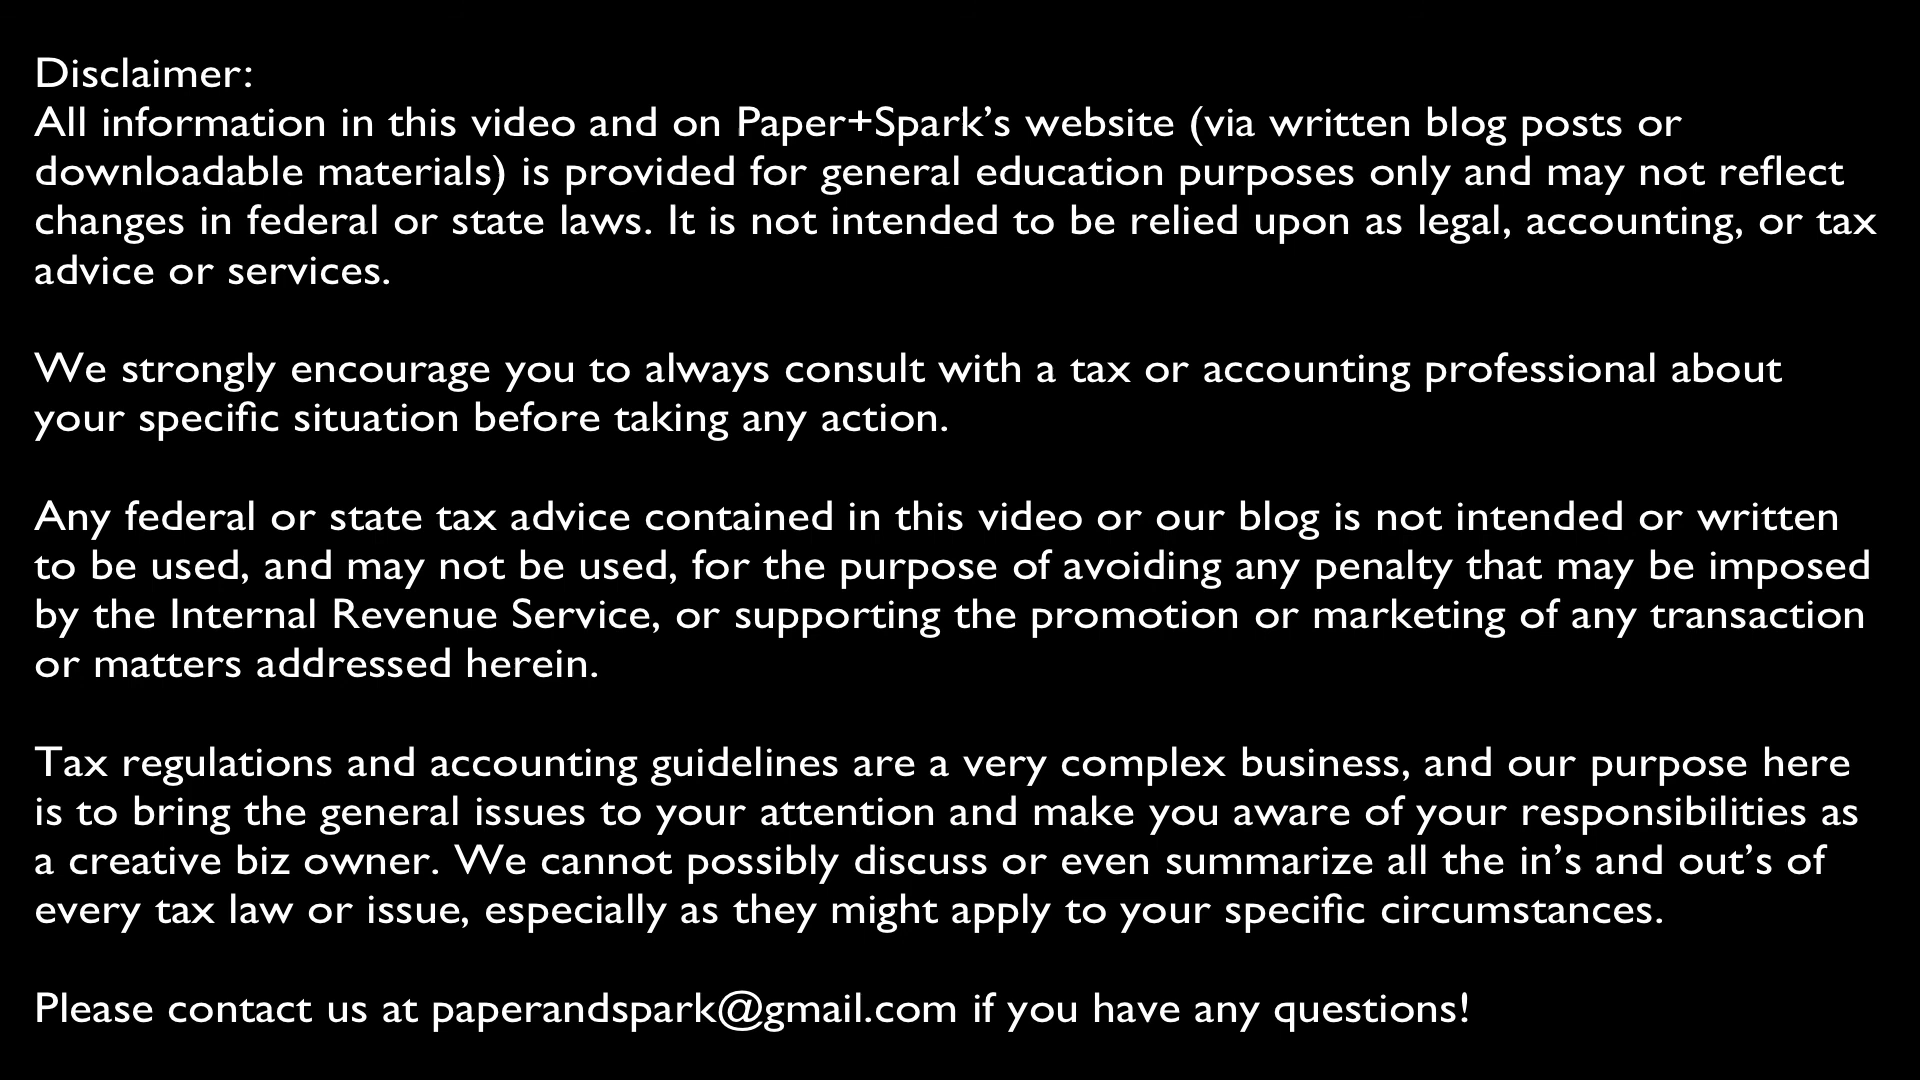 Disclaimer:
All information in this video and on Paper+Spark’s website (via written blog posts or
downloadable materials) is provided for general education purposes only and may not reflect
changes in federal or state laws. It is not intended to be relied upon as legal, accounting, or tax
advice or services.
We strongly encourage you to always consult with a tax or accounting professional about
your specific situation before taking any action.
Any federal or state tax advice contained in this video or our blog is not intended or written
to be used, and may not be used, for the purpose of avoiding any penalty that may be imposed
by the Internal Revenue Service, or supporting the promotion or marketing of any transaction
or matters addressed herein.
Tax regulations and accounting guidelines are a very complex business, and our purpose here
is to bring the general issues to your attention and make you aware of your responsibilities as
a creative biz owner. We cannot possibly discuss or even summarize all the in’s and out’s of
every tax law or issue, especially as they might apply to your specific circumstances.
Please contact us at paperandspark@gmail.com if you have any questions!